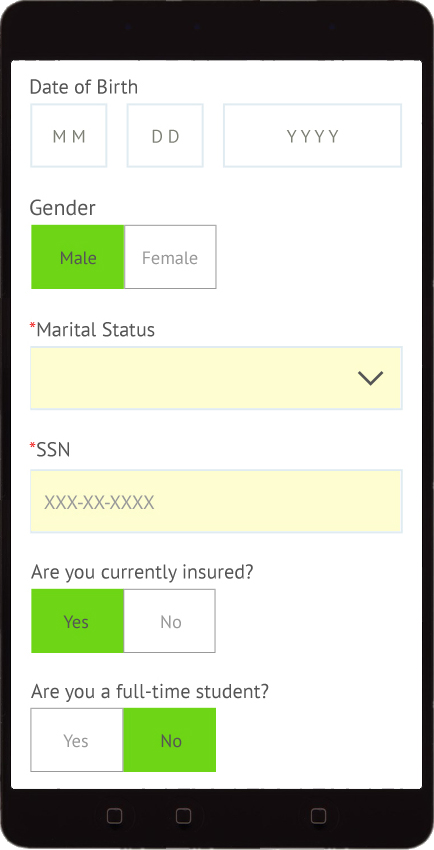 Date of Birth
MM DD YYYY
Gender
Male Female
*Marital Status
*SSN
XXX-XX-XXXX
Are you currently insured?
Yes No
Are you a full-time student?
Yes No